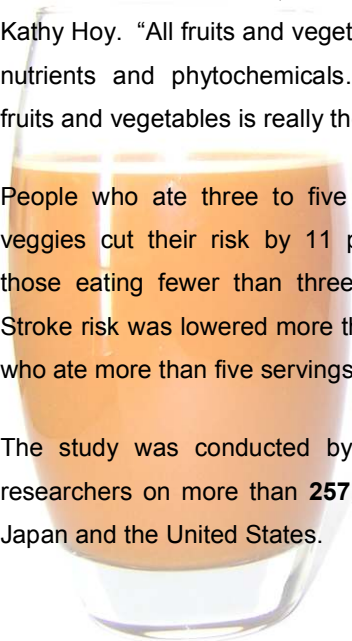 Kathy Hoy. “All fruits and veget
nutrients and phytochemicals.
fruits and vegetables is really th
People who ate three to five
veggies cut their risk by 11 p
those eating fewer than three
Stroke risk was lowered more th
who ate more than five servings
The study was conducted by
researchers on more than 257
Japan and the United States.